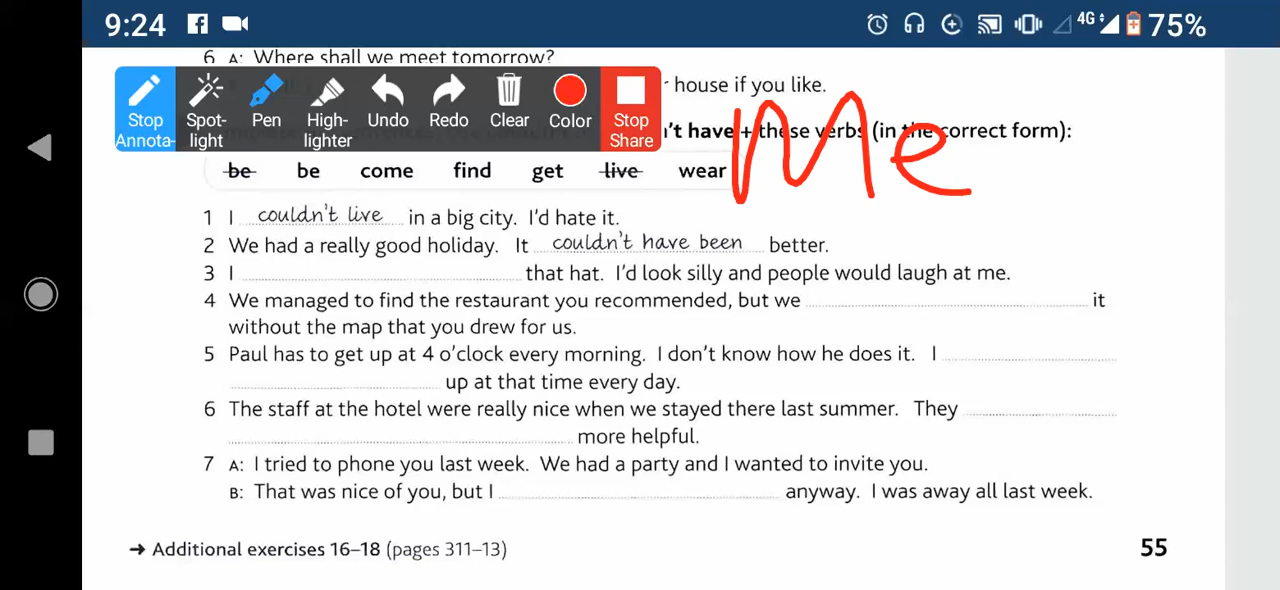 9:24 4G 75%
6 A: Where shall we meet tomorrow?
Stop Annota- Spot- light Pen High- lighter Undo Redo Clear Color Stop Share
house if you like.
Me
't have + these verbs (in the correct form):
be be come find get live wear
1 I couldn't live in a big city. I'd hate it.
2 We had a really good holiday. It couldn't have been better.
3 I that hat. I'd look silly and people would laugh at me.
4 We managed to find the restaurant you recommended, but we it
without the map that you drew for us.
5 Paul has to get up at 4 o'clock every morning. I don't know how he does it. I
up at that time every day.
6 The staff at the hotel were really nice when we stayed there last summer. They
more helpful.
7 A: I tried to phone you last week. We had a party and I wanted to invite you.
B: That was nice of you, but I anyway. I was away all last week.
→ Additional exercises 16–18 (pages 311–13)
55